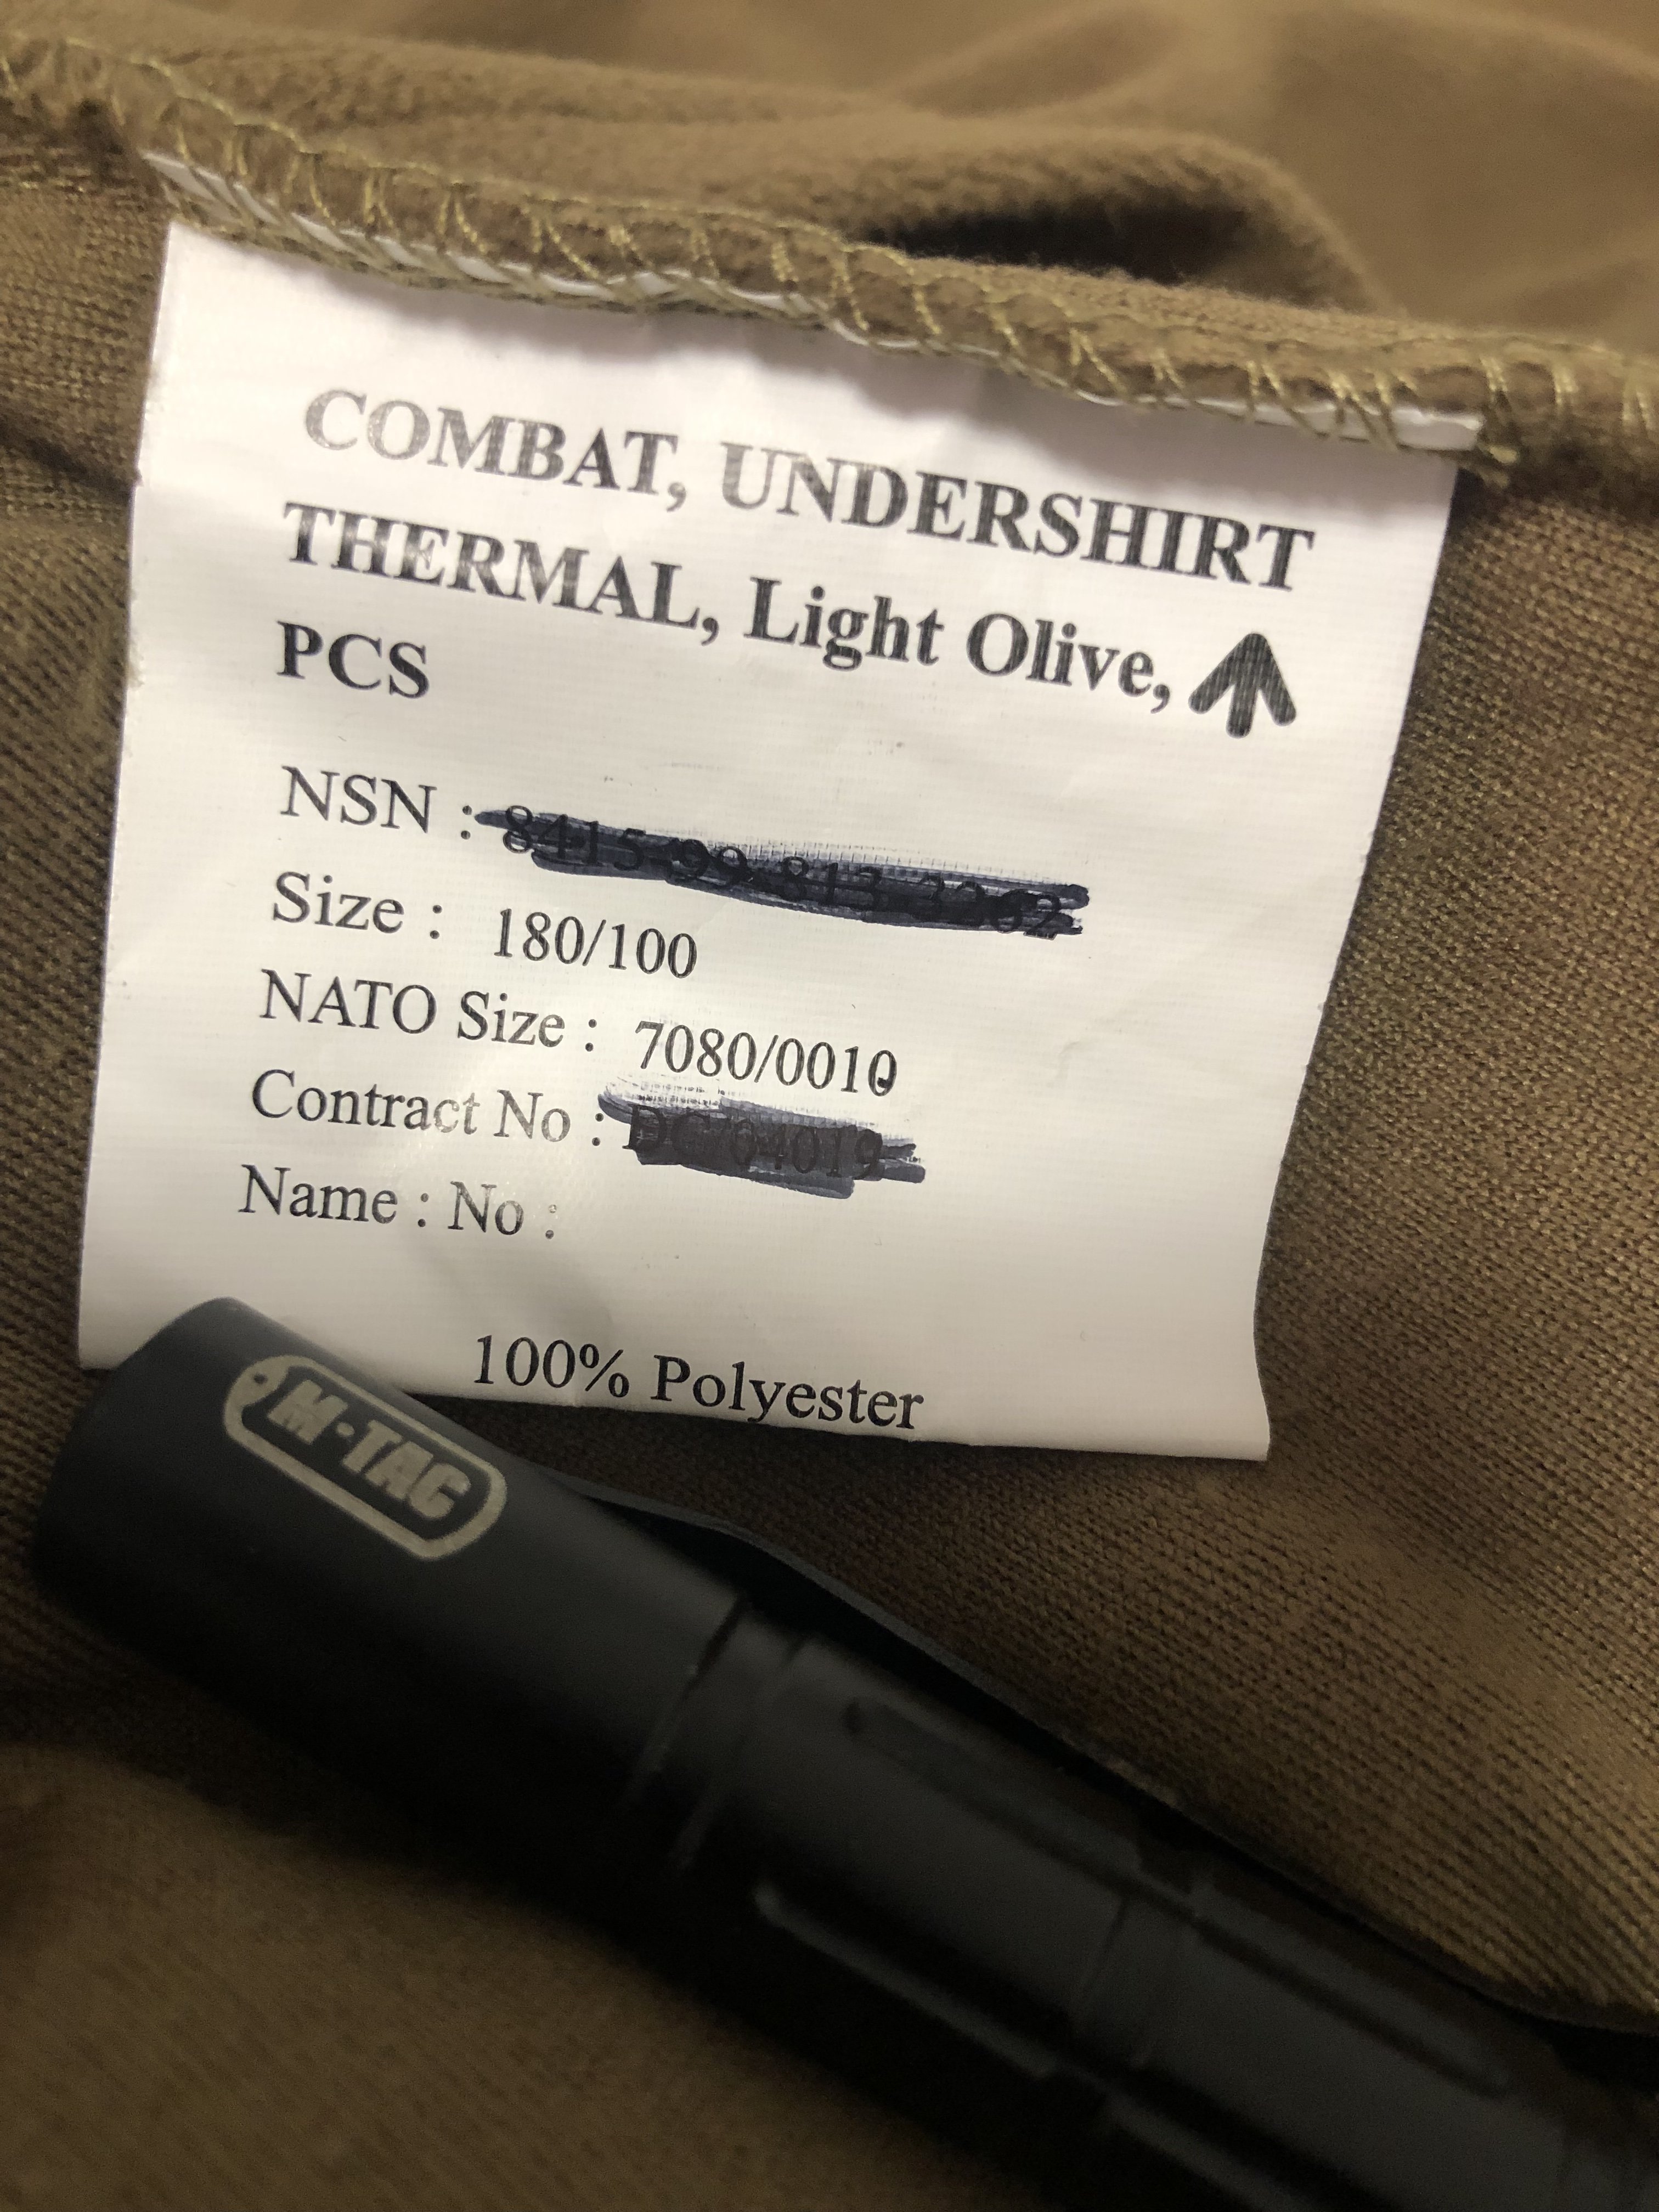 COMBAT, UNDERSHIRT
THERMAL, Light Olive,
PCS
NSN :
Size : 180/100
NATO Size : 7080/0010
Contract No :
Name : No :
100% Polyester
M·TAC